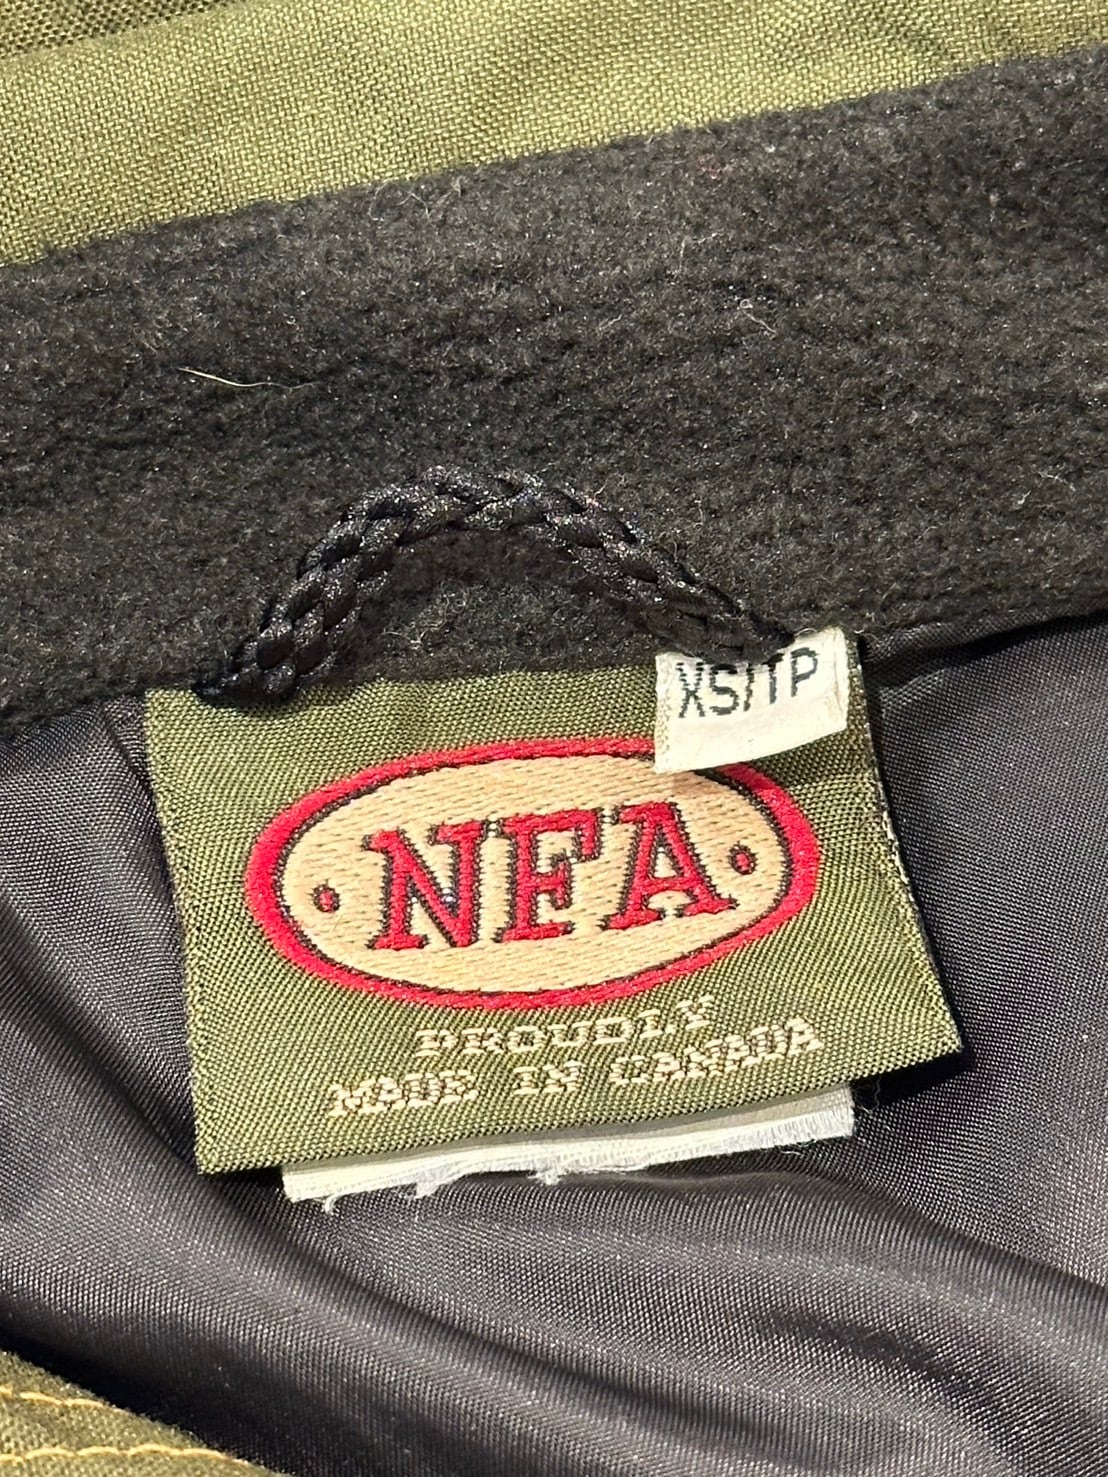 XS/TP
· NFA ·
PROUDLY
MADE IN CANADA